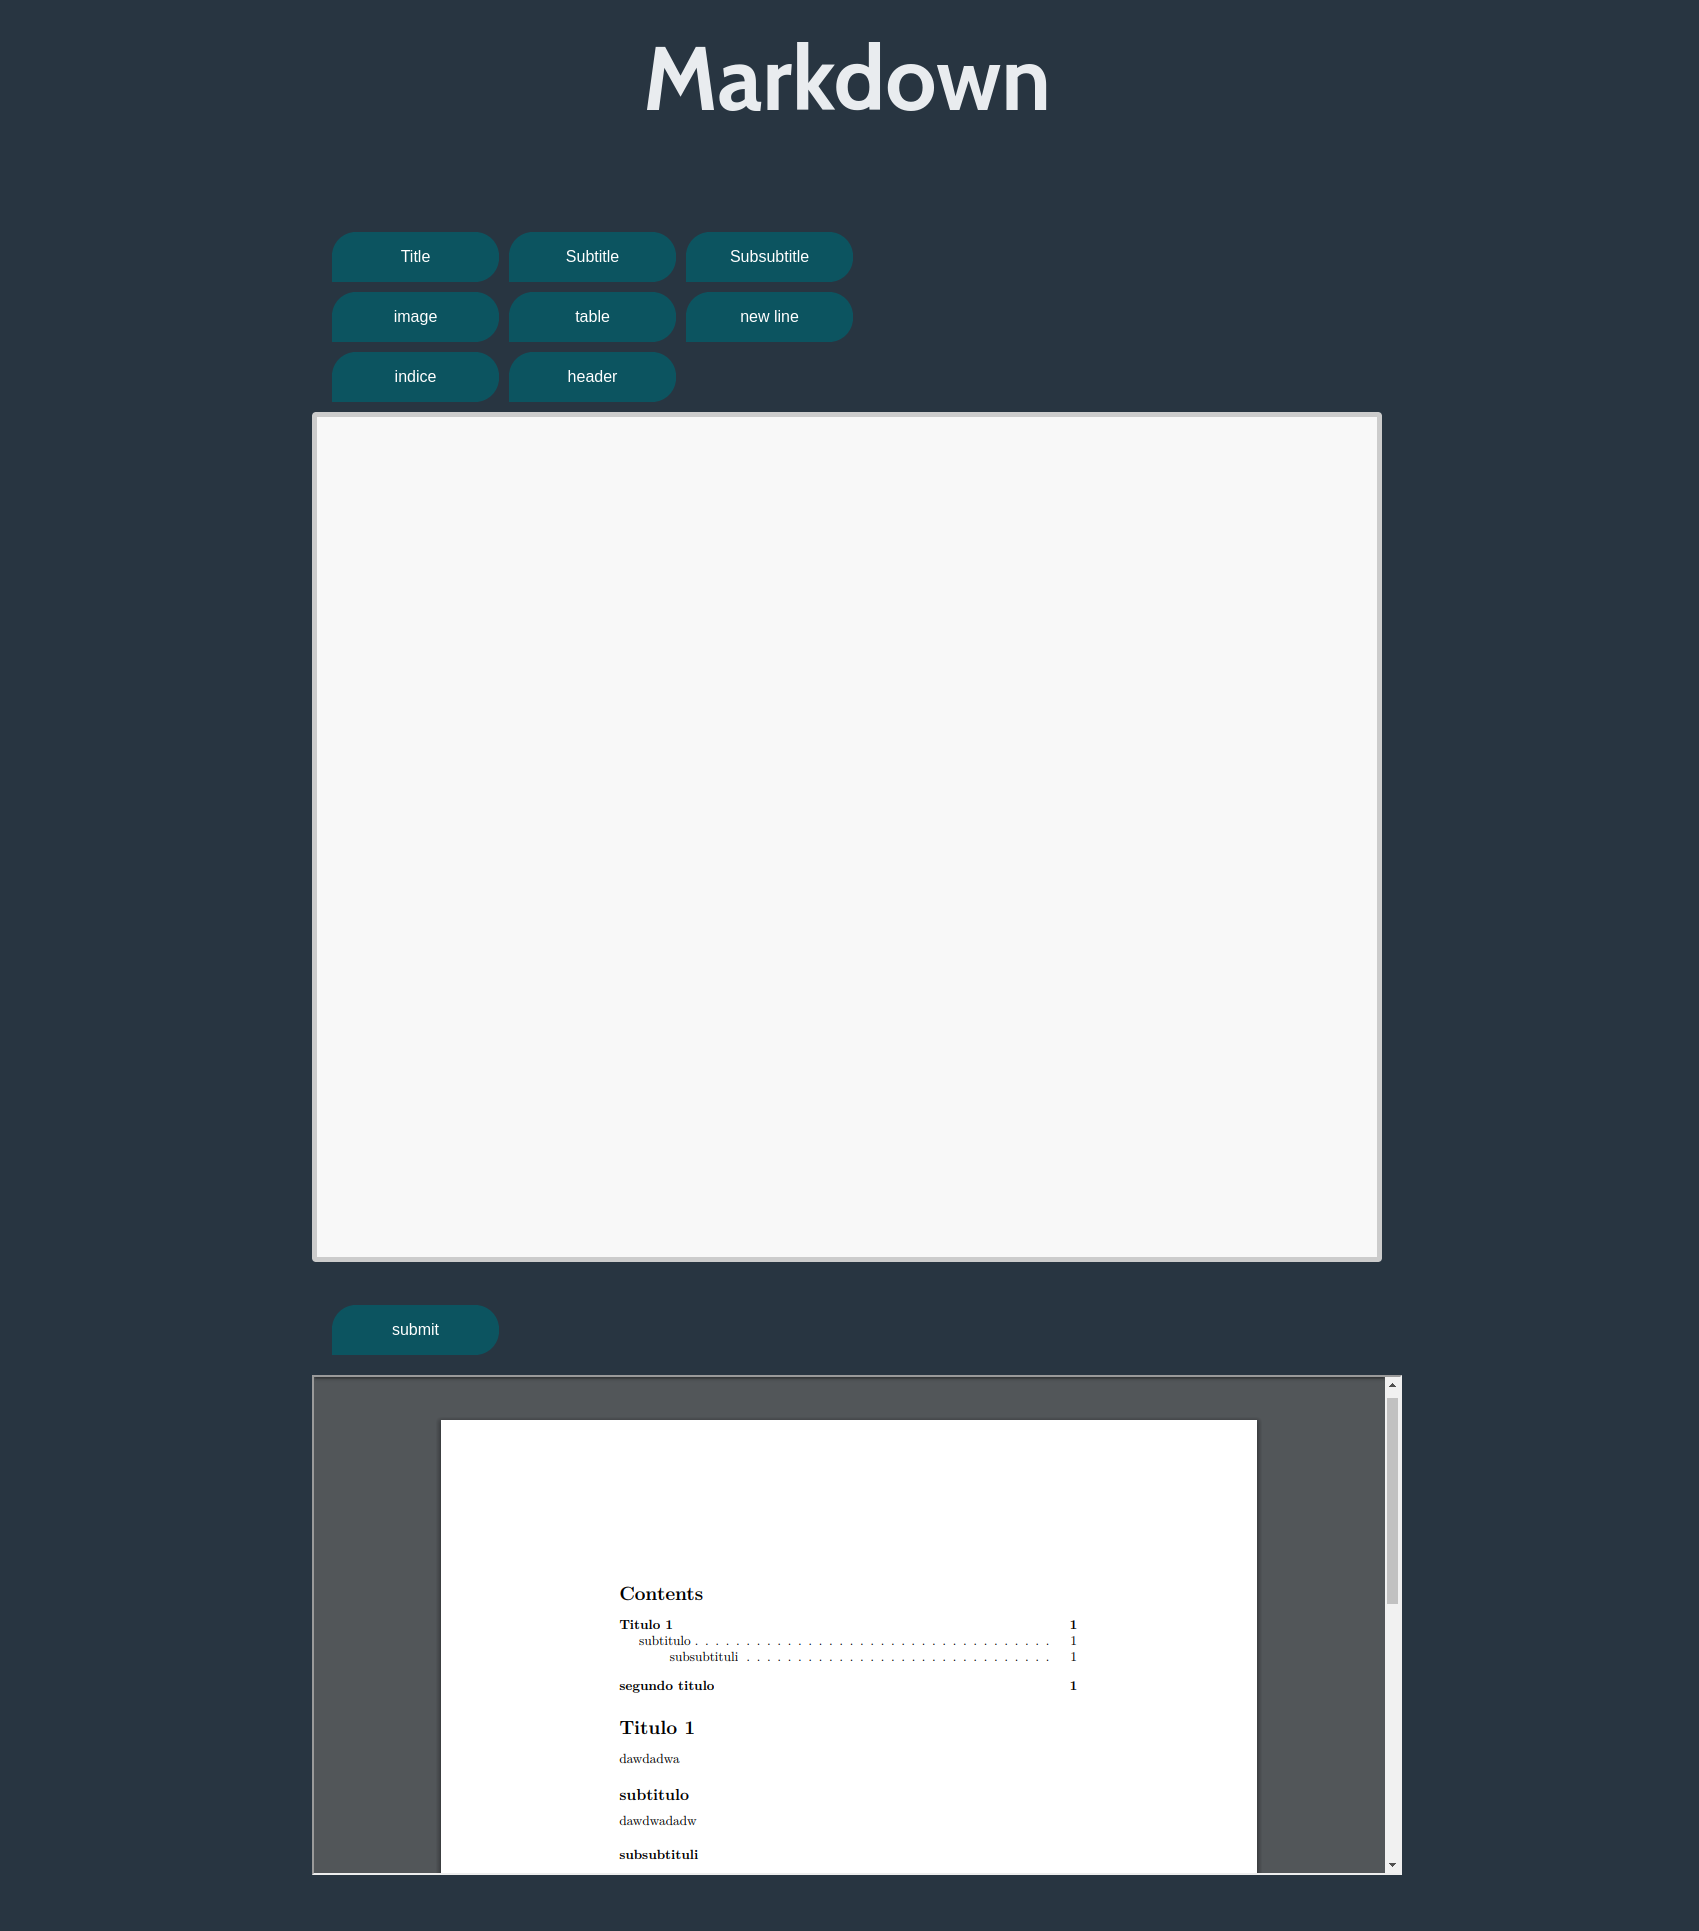 Markdown
Title Subtitle Subsubtitle
image table new line
indice header
submit
Contents
Titulo 1 1
subtitulo . . . . . . . . . . . . . . . . . . . . . . . . . . . . . . . . . . . 1
subsubtituli . . . . . . . . . . . . . . . . . . . . . . . . . . . . . . 1
segundo titulo 1
Titulo 1
dawdadwa
subtitulo
dawdwadadw
subsubtituli